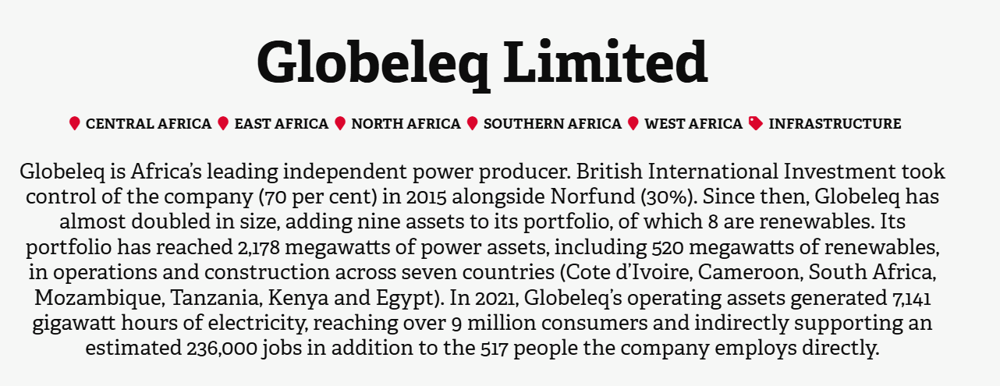 Globeleq Limited
CENTRAL AFRICA EAST AFRICA NORTH AFRICA SOUTHERN AFRICA WEST AFRICA INFRASTRUCTURE
Globeleq is Africa’s leading independent power producer. British International Investment took
control of the company (70 per cent) in 2015 alongside Norfund (30%). Since then, Globeleq has
almost doubled in size, adding nine assets to its portfolio, of which 8 are renewables. Its
portfolio has reached 2,178 megawatts of power assets, including 520 megawatts of renewables,
in operations and construction across seven countries (Cote d’Ivoire, Cameroon, South Africa,
Mozambique, Tanzania, Kenya and Egypt). In 2021, Globeleq’s operating assets generated 7,141
gigawatt hours of electricity, reaching over 9 million consumers and indirectly supporting an
estimated 236,000 jobs in addition to the 517 people the company employs directly.